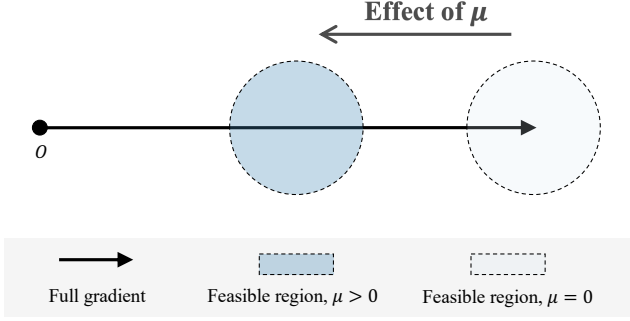 Effect of μ
O
Full gradient
Feasible region, μ > 0
Feasible region, μ = 0